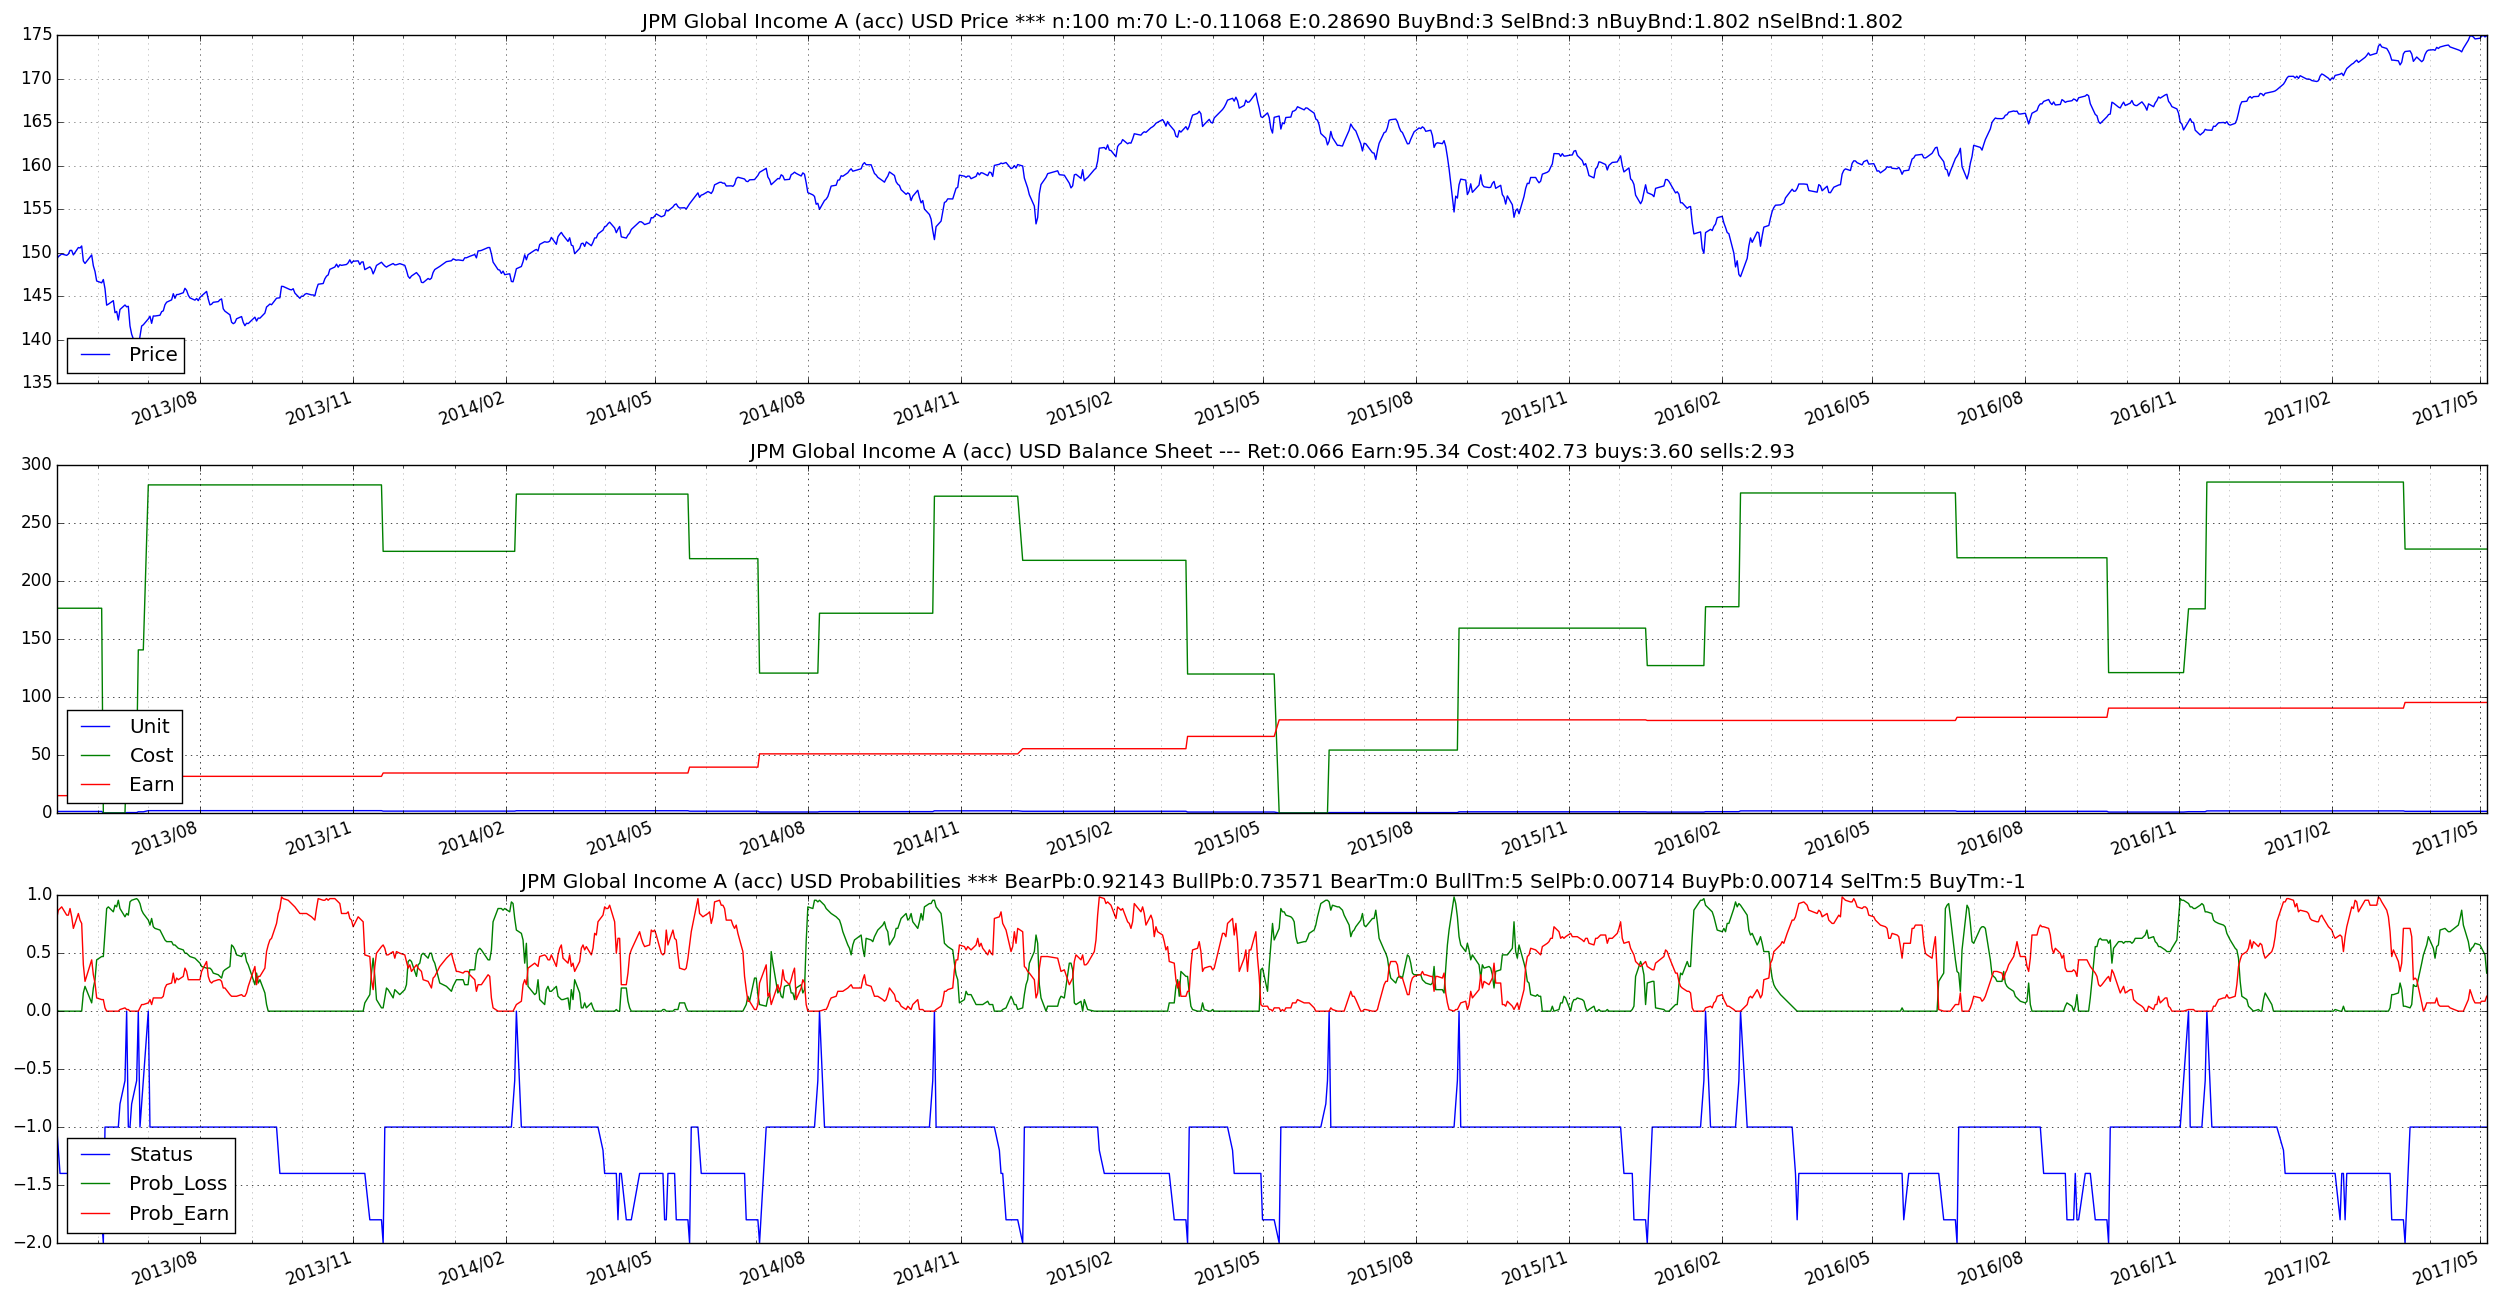 JPM Global Income A (acc) USD Price *** n:100 m:70 L:-0.11068 E:0.28690 BuyBnd:3 SelBnd:3 nBuyBnd:1.802 nSelBnd:1.802
175
170
165
160
155
150
145
140
135
Price
2013/08 2013/11 2014/02 2014/05 2014/08 2014/11 2015/02 2015/05 2015/08 2015/11 2016/02 2016/05 2016/08 2016/11 2017/02 2017/05
JPM Global Income A (acc) USD Balance Sheet --- Ret:0.066 Earn:95.34 Cost:402.73 buys:3.60 sells:2.93
300
250
200
150
100
50
0
Unit
Cost
Earn
2013/08 2013/11 2014/02 2014/05 2014/08 2014/11 2015/02 2015/05 2015/08 2015/11 2016/02 2016/05 2016/08 2016/11 2017/02 2017/05
JPM Global Income A (acc) USD Probabilities *** BearPb:0.92143 BullPb:0.73571 BearTm:0 BullTm:5 SelPb:0.00714 BuyPb:0.00714 SelTm:5 BuyTm:-1
1.0
0.5
0.0
−0.5
−1.0
−1.5
−2.0
Status
Prob_Loss
Prob_Earn
2013/08 2013/11 2014/02 2014/05 2014/08 2014/11 2015/02 2015/05 2015/08 2015/11 2016/02 2016/05 2016/08 2016/11 2017/02 2017/05